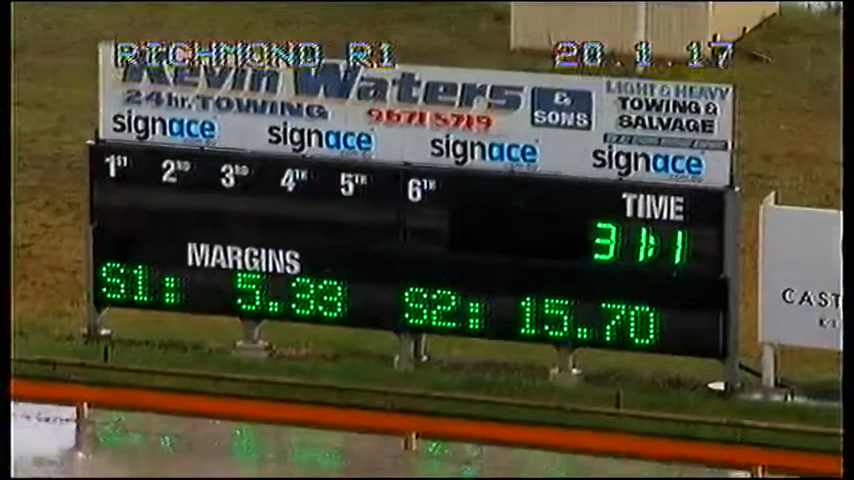 RICHMOND R1 20.1.17
Kevin Waters & SONS
24hr. TOWING 9671 5719
LIGHT & HEAVY
TOWING &
SALVAGE
signace signace signace signace
1ST 2ND 3RD 4TH 5TH 6TH TIME
MARGINS
S1: 5.33 S2: 15.70
CAST